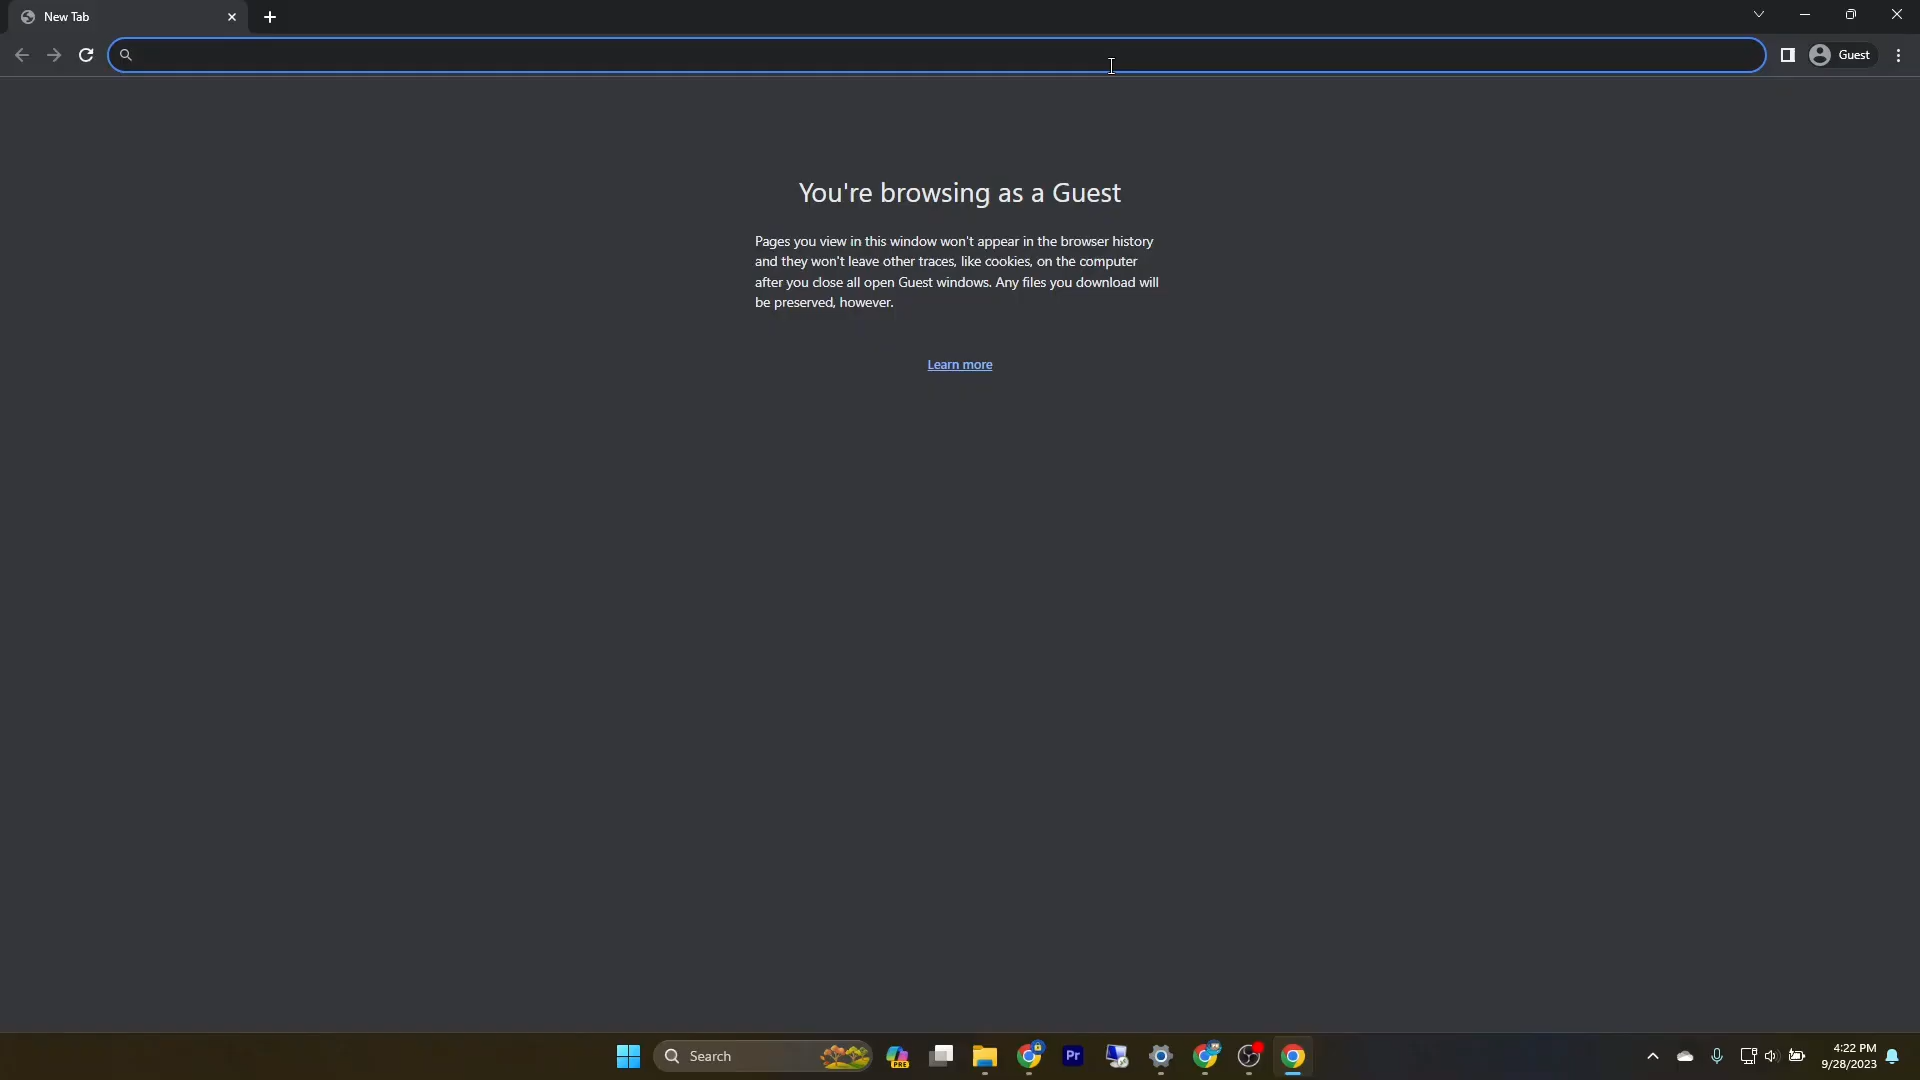 New Tab
Guest
You're browsing as a Guest
Pages you view in this window won't appear in the browser history
and they won't leave other traces, like cookies, on the computer
after you close all open Guest windows. Any files you download will
be preserved, however.
Learn more
Search
PRE
Pr
4:22 PM
9/28/2023